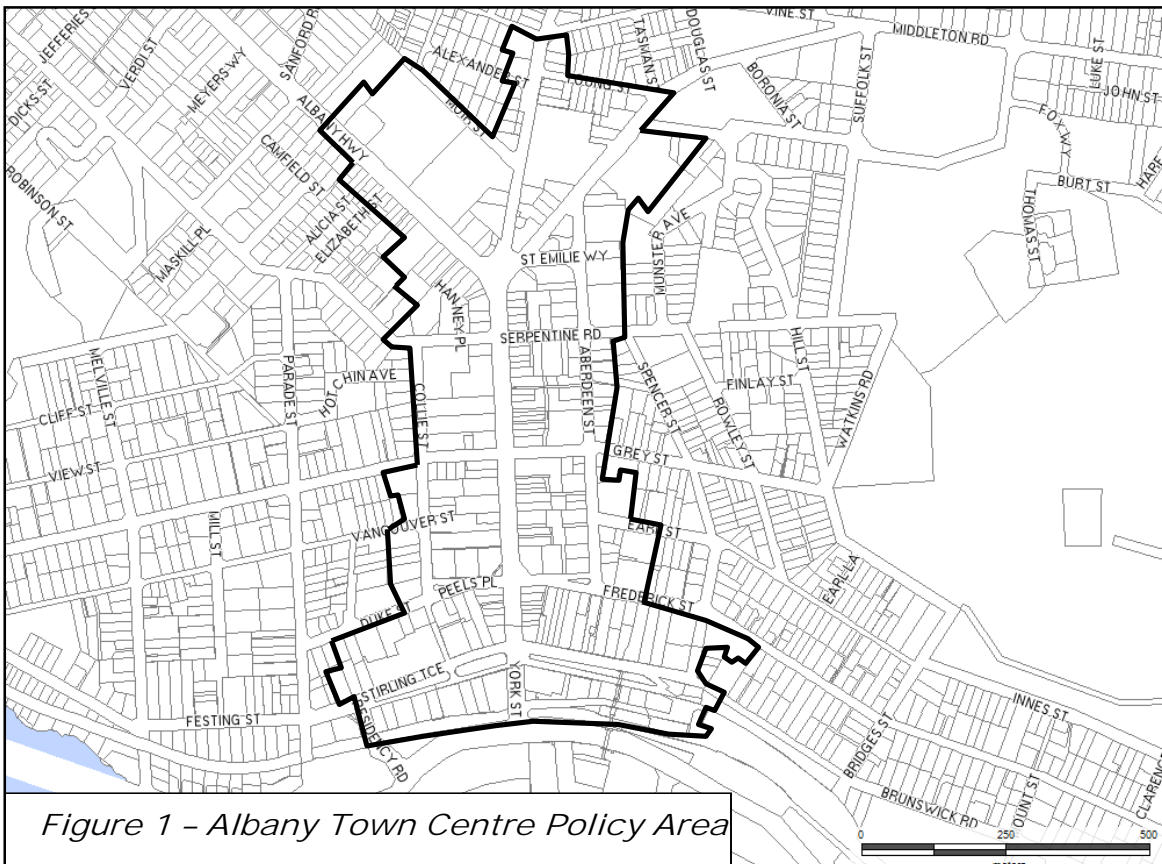 JEFFERIES
VERDI ST
SANFORD R
ALEXANDER ST
TASMAN S
DOUGLAS ST
VINE ST
MIDDLETON RD
LUKE ST
DICKS ST
MEYERS WY
ALBANY HWY
MUIR ST
YOUNG ST
BORONIA ST
SUFFOLK ST
JOHN ST
FOX WY
ROBINSON ST
CAMFIELD ST
ALICIA ST
ELIZABETH ST
MASKILL PL
BURT ST
THOMAS ST
HARE
MUNSTER AVE
ST EMILIE WY
HANNEY PL
SERPENTINE RD
ABERDEEN ST
HILL ST
MELVILLE ST
PARADE ST
HOTCHIN AVE
COLLIE ST
SPENCER ST
FINLAY ST
ROWLEY ST
WATKINS RD
CLIFF ST
VIEW ST
GREY ST
MILL ST
VANCOUVER ST
EARL ST
PEELS PL
FREDERICK ST
EARL LA
DUKE ST
STIRLING TCE
YORK ST
FESTING ST
RESIDENCY RD
INNES ST
BRIDGES ST
BRUNSWICK RD
OUNT ST
CLARENC
Figure 1 – Albany Town Centre Policy Area
0 250 500